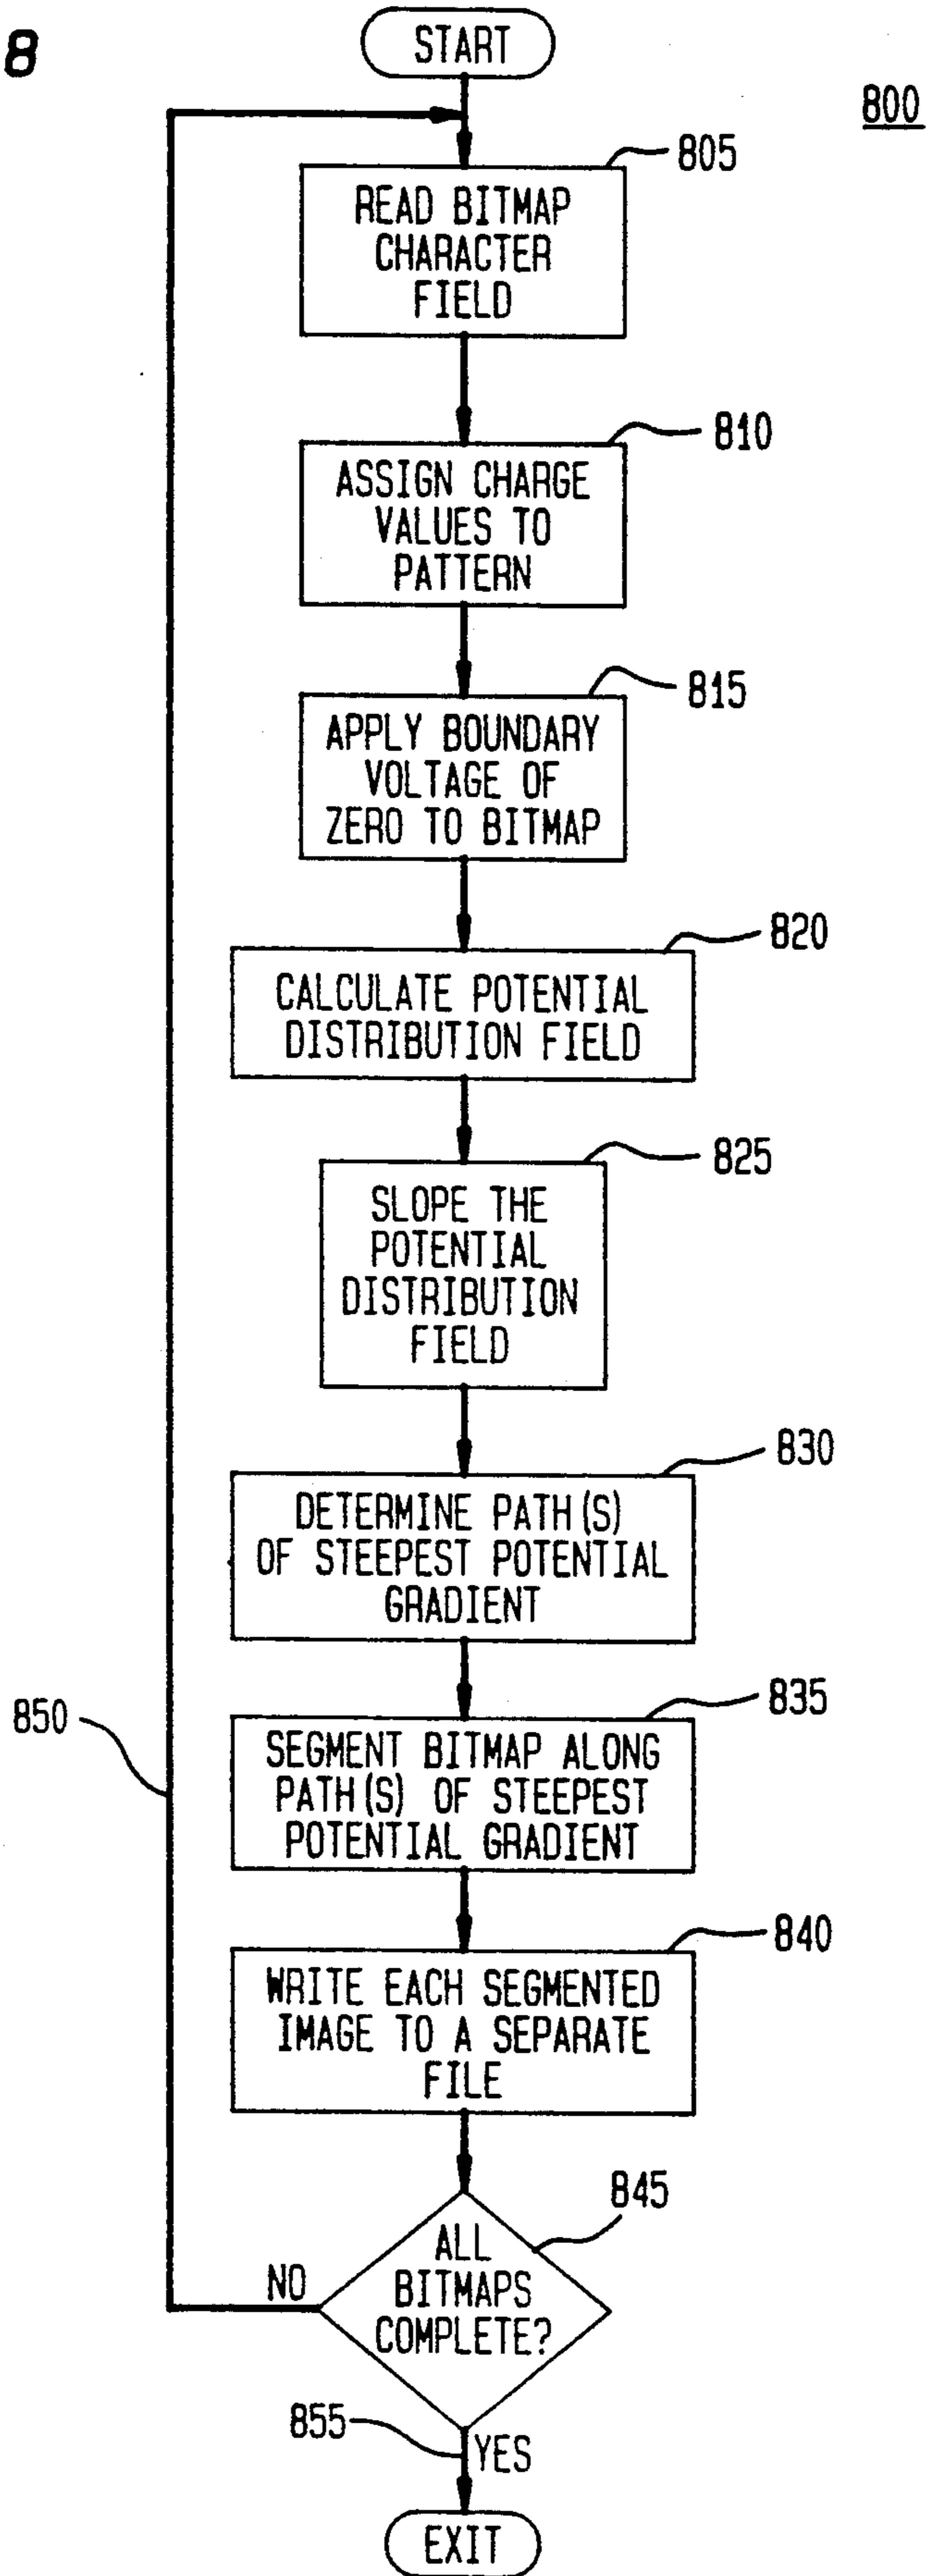 8
START
800
805
READ BITMAP
CHARACTER
FIELD
810
ASSIGN CHARGE
VALUES TO
PATTERN
815
APPLY BOUNDARY
VOLTAGE OF
ZERO TO BITMAP
820
CALCULATE POTENTIAL
DISTRIBUTION FIELD
825
SLOPE THE
POTENTIAL
DISTRIBUTION
FIELD
830
DETERMINE PATH(S)
OF STEEPEST POTENTIAL
GRADIENT
835
850
SEGMENT BITMAP ALONG
PATH(S) OF STEEPEST
POTENTIAL GRADIENT
840
WRITE EACH SEGMENTED
IMAGE TO A SEPARATE
FILE
845
NO
ALL
BITMAPS
COMPLETE?
855
YES
EXIT